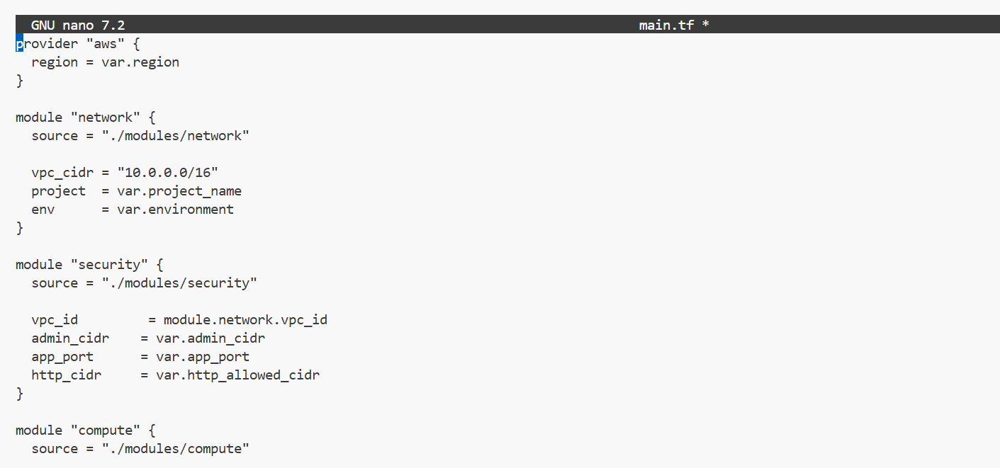 GNU nano 7.2 main.tf *
provider "aws" {
  region = var.region
}

module "network" {
  source = "./modules/network"

  vpc_cidr = "10.0.0.0/16"
  project  = var.project_name
  env      = var.environment
}

module "security" {
  source = "./modules/security"

  vpc_id         = module.network.vpc_id
  admin_cidr    = var.admin_cidr
  app_port      = var.app_port
  http_cidr     = var.http_allowed_cidr
}

module "compute" {
  source = "./modules/compute"